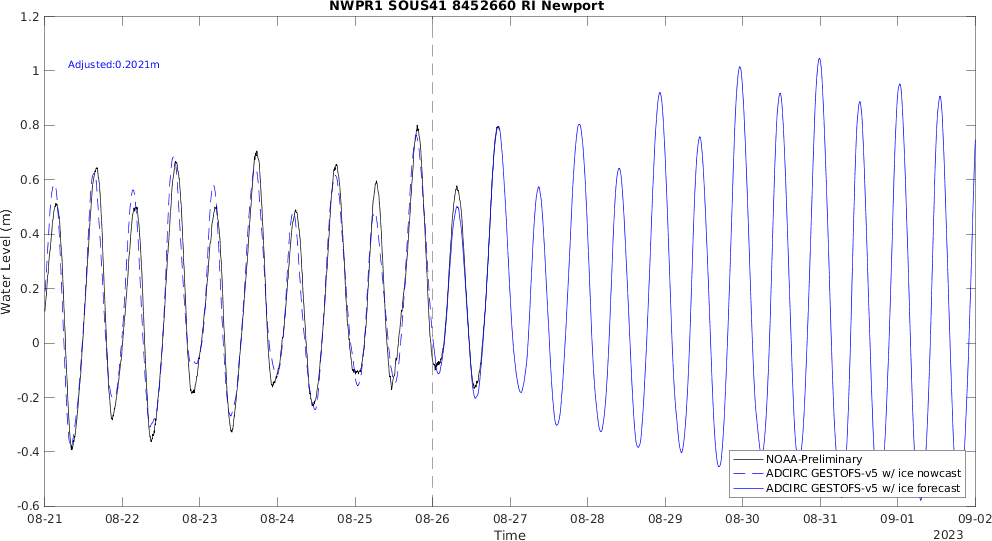 NWPR1 SOUS41 8452660 RI Newport
1.2
1
0.8
0.6
0.4
0.2
0
-0.2
-0.4
-0.6
Water Level (m)
Adjusted:0.2021m
NOAA-Preliminary
ADCIRC GESTOFS-v5 w/ ice nowcast
ADCIRC GESTOFS-v5 w/ ice forecast
08-21 08-22 08-23 08-24 08-25 08-26 08-27 08-28 08-29 08-30 08-31 09-01 09-02
Time
2023